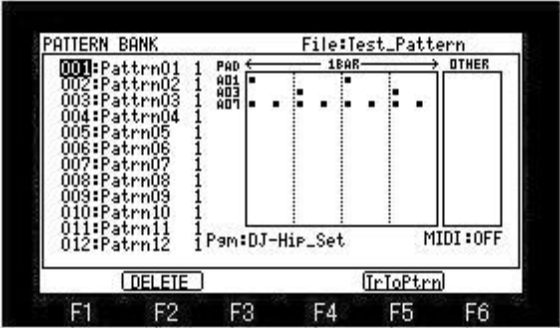 PATTERN BANK File:Test_Pattern
001:Pattrn01 1
002:Pattrn02 1
003:Pattrn03 1
004:Pattrn04 1
005:Patrn05 1
006:Patrn06 1
007:Patrn07 1
008:Patrn08 1
009:Patrn09 1
010:Patrn10 1
011:Patrn11 1
012:Patrn12 1
PAD 1BAR OTHER
A01
A03
A07
Pgm:DJ-Hip_Set MIDI:OFF
DELETE TrToPtrn
F1 F2 F3 F4 F5 F6